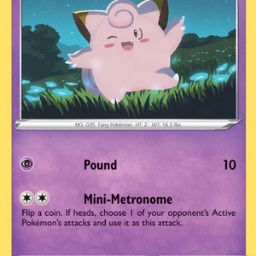 NO. 035 Fairy Pokémon HT. 2' WT. 16.5 lbs.
Pound 10
Mini-Metronome
Flip a coin. If heads, choose 1 of your opponent's Active
Pokémon's attacks and use it as this attack.